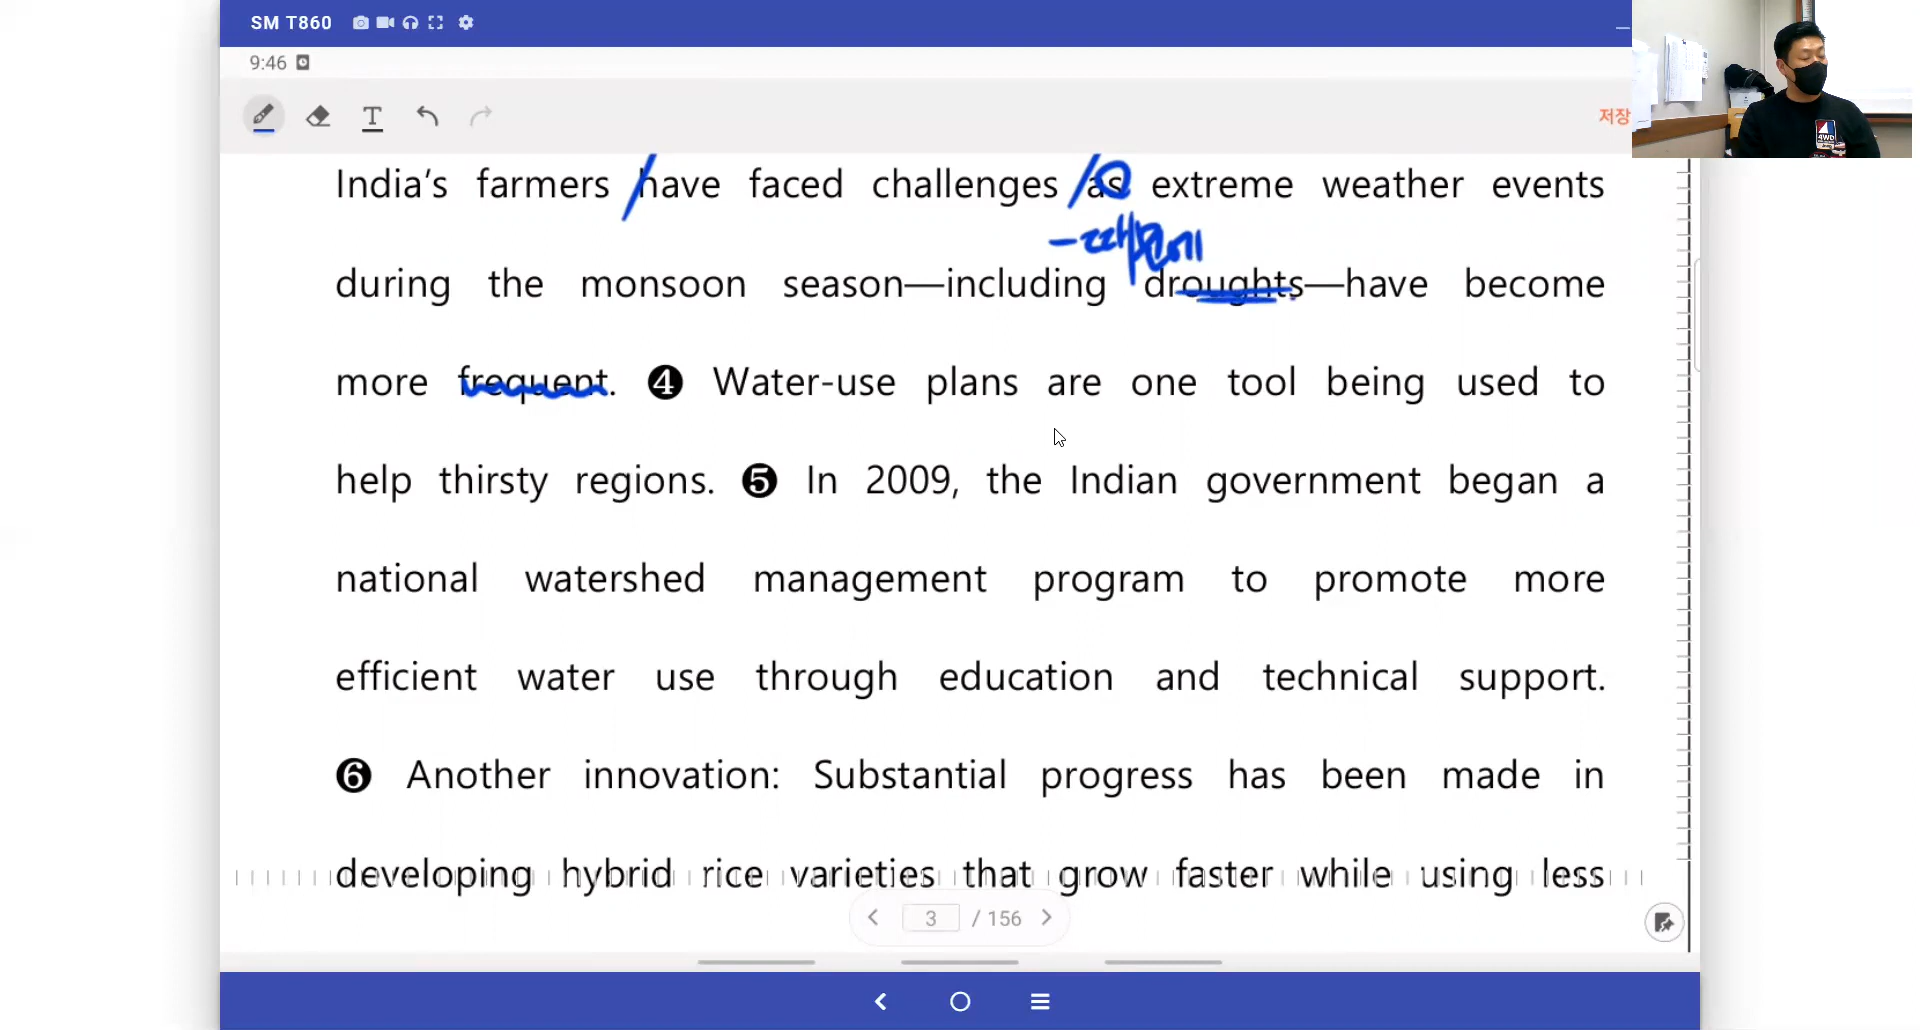 SM T860
9:46
저장
India's farmers have faced challenges as extreme weather events
-때문에
during the monsoon season—including droughts—have become
more frequent. ❹ Water-use plans are one tool being used to
help thirsty regions. ❺ In 2009, the Indian government began a
national watershed management program to promote more
efficient water use through education and technical support.
❻ Another innovation: Substantial progress has been made in
developing hybrid rice varieties that grow faster while using less
3 / 156
4WD